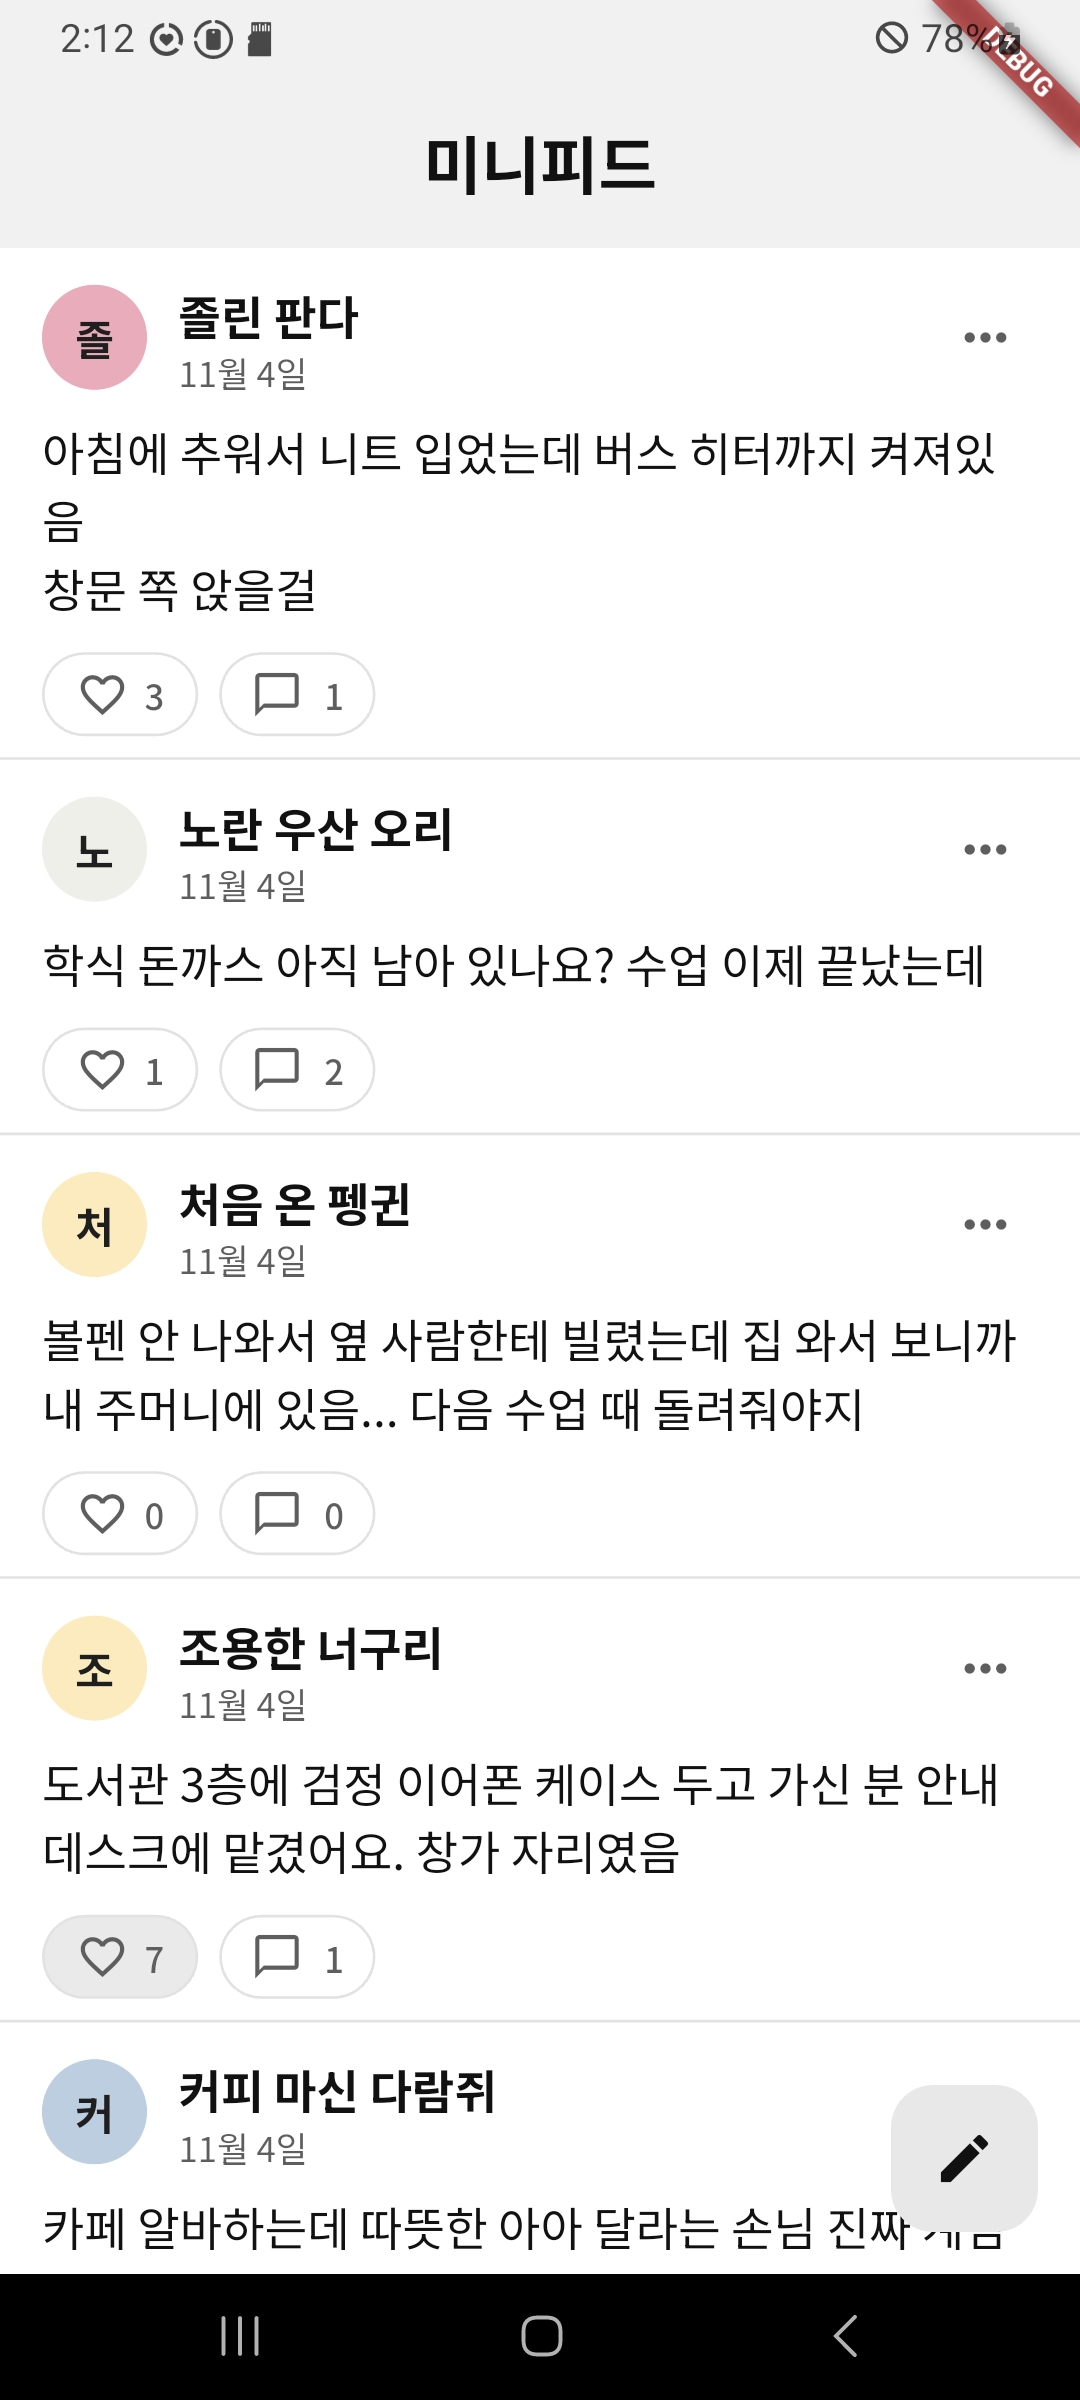 2:12
78%
DEBUG
미니피드
졸
졸린 판다
11월 4일
아침에 추워서 니트 입었는데 버스 히터까지 켜져있
음
창문 쪽 앉을걸
3
1
노
노란 우산 오리
11월 4일
학식 돈까스 아직 남아 있나요? 수업 이제 끝났는데
1
2
처
처음 온 펭귄
11월 4일
볼펜 안 나와서 옆 사람한테 빌렸는데 집 와서 보니까
내 주머니에 있음... 다음 수업 때 돌려줘야지
0
0
조
조용한 너구리
11월 4일
도서관 3층에 검정 이어폰 케이스 두고 가신 분 안내
데스크에 맡겼어요. 창가 자리였음
7
1
커
커피 마신 다람쥐
11월 4일
카페 알바하는데 따뜻한 아아 달라는 손님 진짜